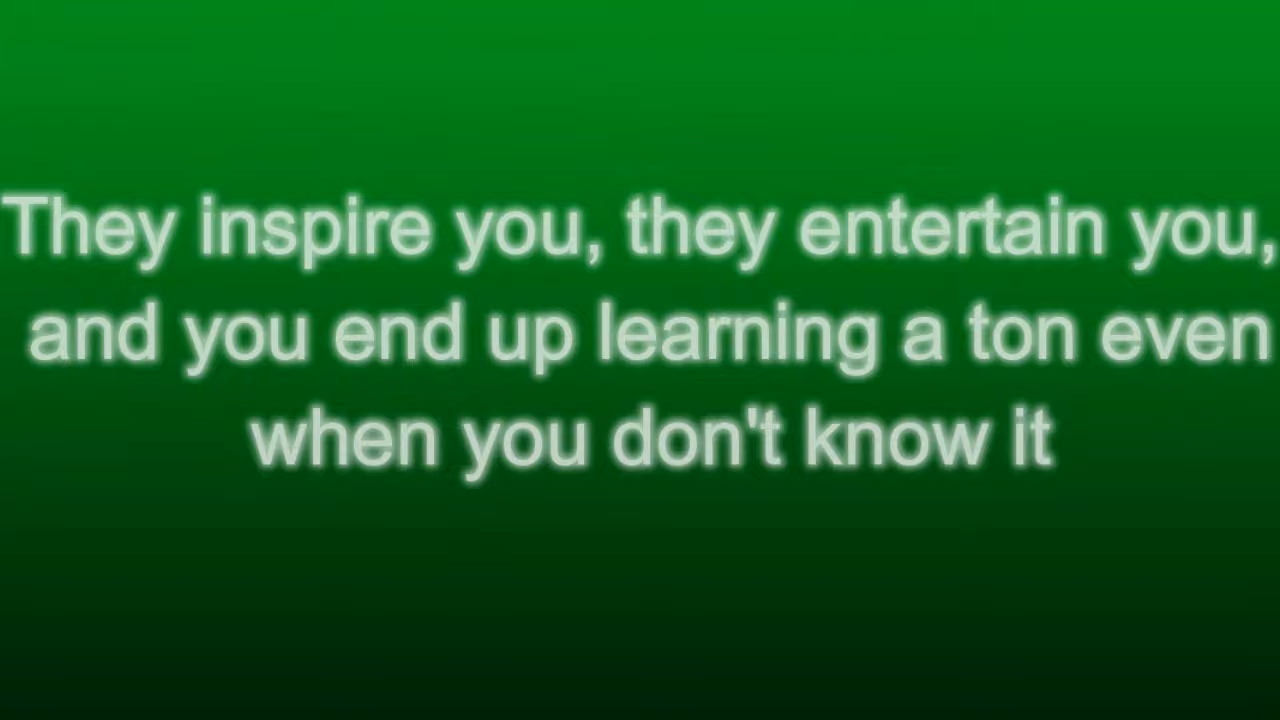 They inspire you, they entertain you,
and you end up learning a ton even
when you don't know it